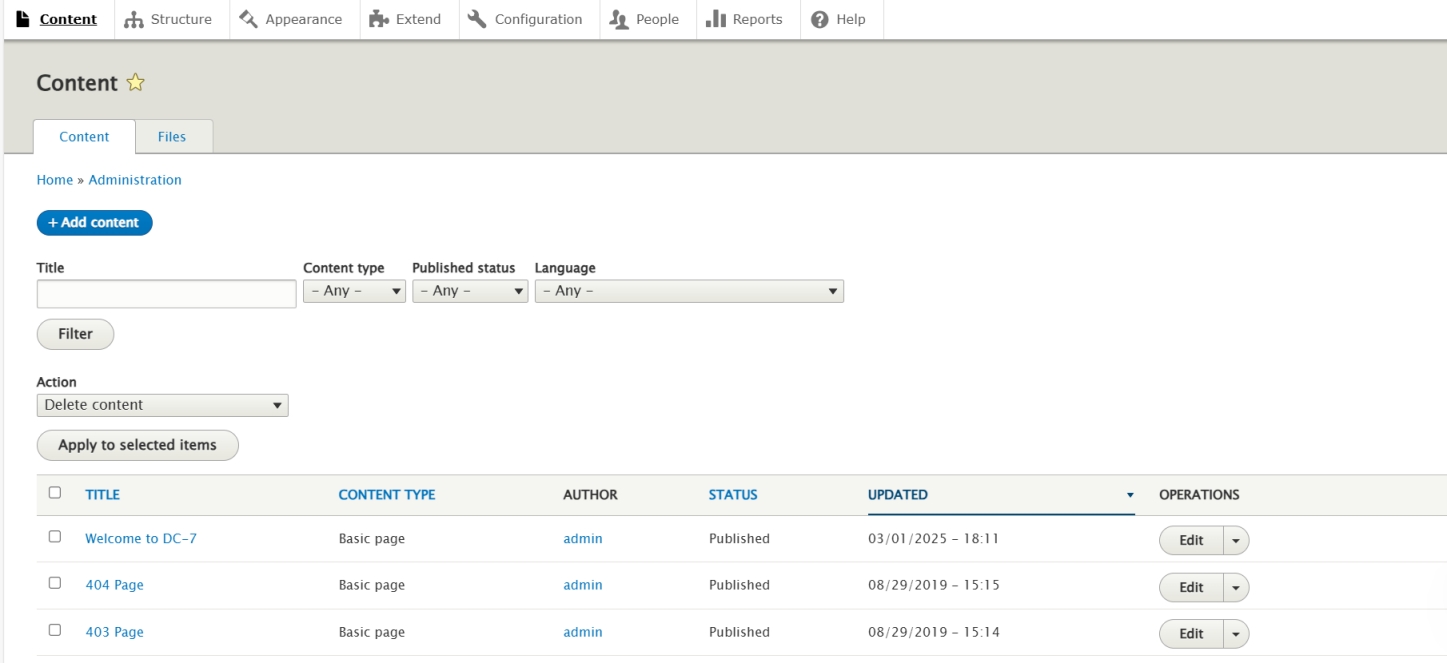 Content Structure Appearance Extend Configuration People Reports Help
Content
Content Files
Home » Administration
+ Add content
Title Content type Published status Language
– Any – – Any – – Any –
Filter
Action
Delete content
Apply to selected items
TITLE CONTENT TYPE AUTHOR STATUS UPDATED OPERATIONS
Welcome to DC-7 Basic page admin Published 03/01/2025 – 18:11 Edit
404 Page Basic page admin Published 08/29/2019 – 15:15 Edit
403 Page Basic page admin Published 08/29/2019 – 15:14 Edit